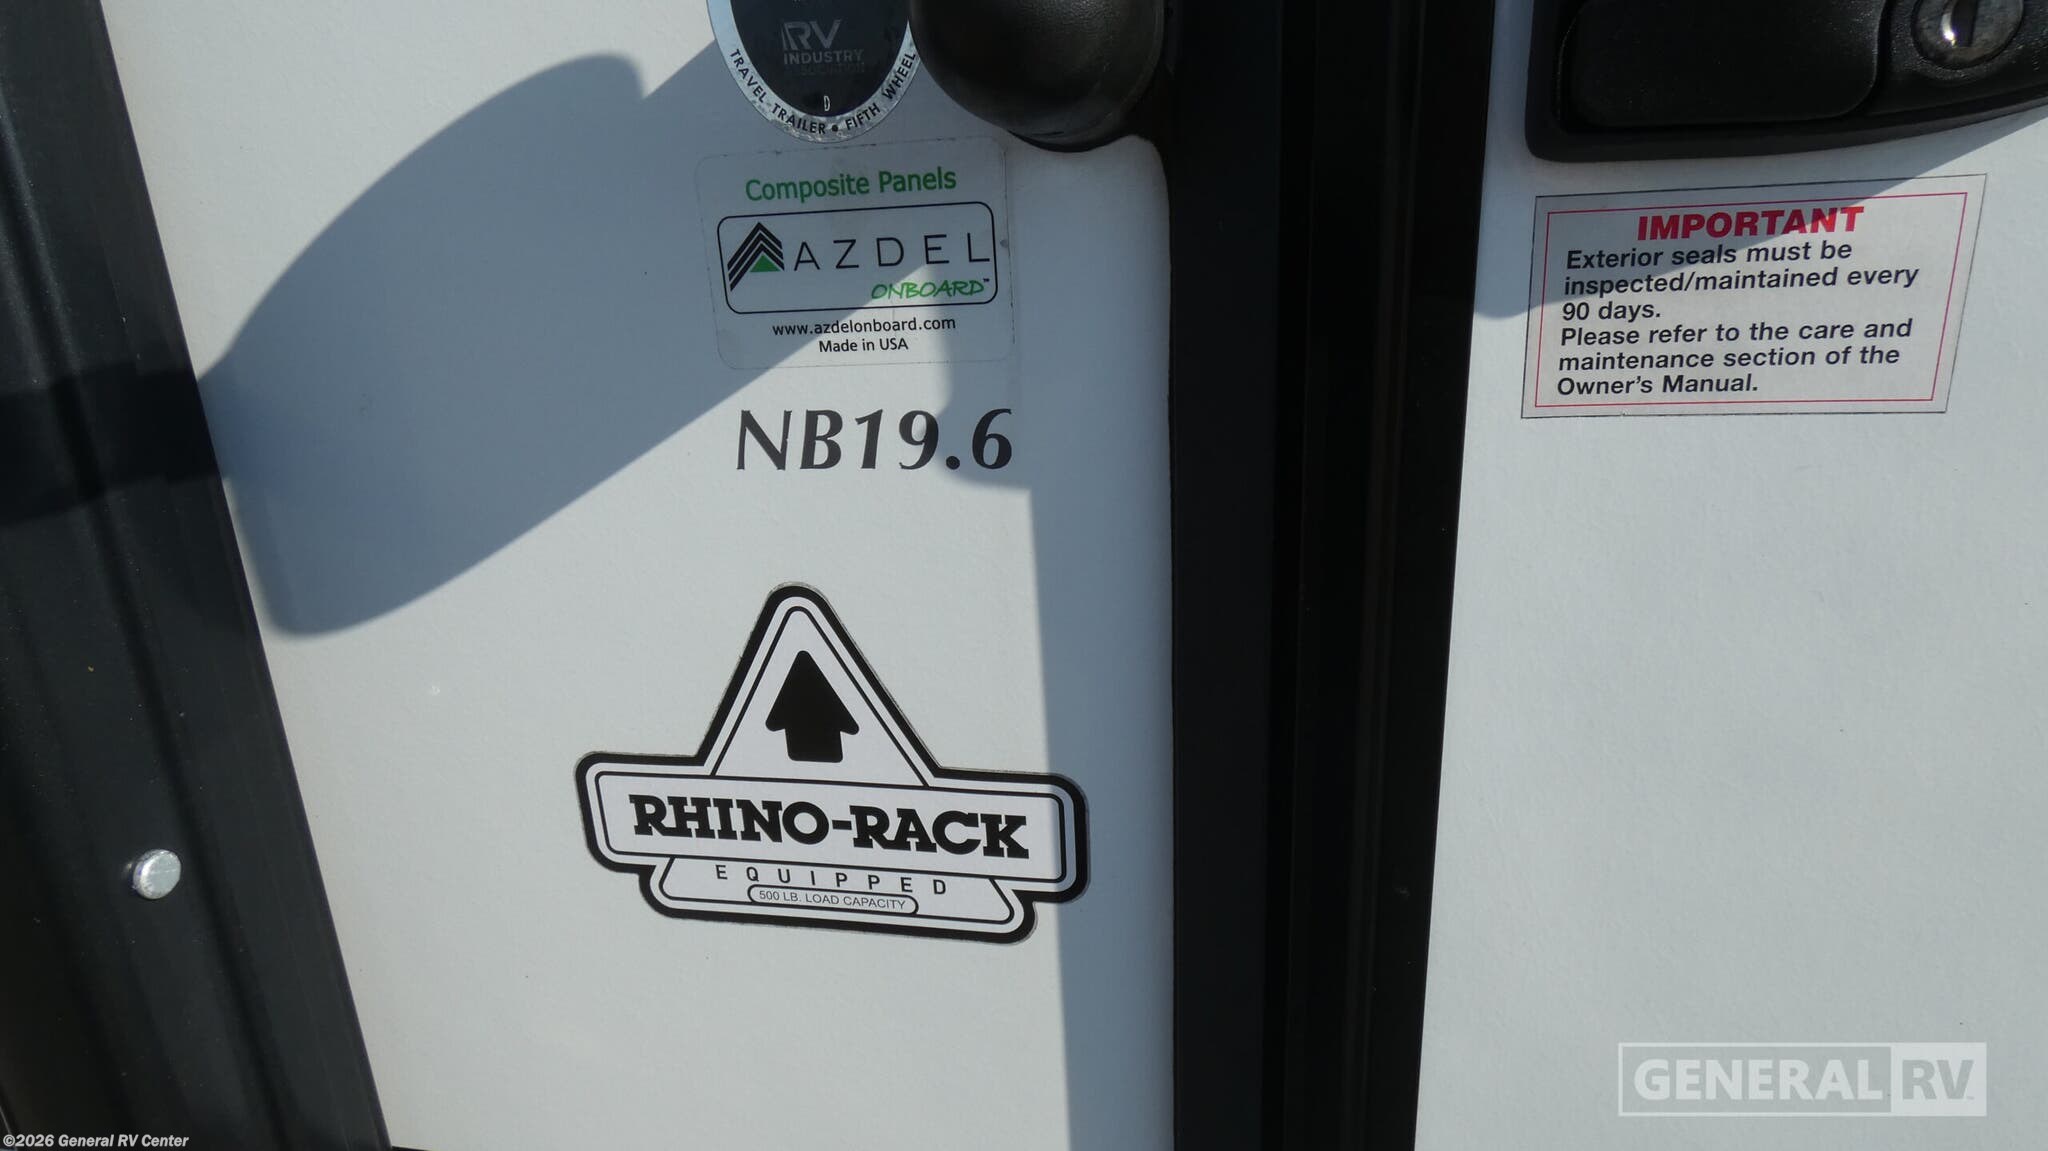 RV
INDUSTRY
ASSOCIATION
D
TRAVEL TRAILER • FIFTH WHEEL
Composite Panels
AZDEL
ONBOARD™
www.azdelonboard.com
Made in USA
NB19.6
RHINO-RACK
EQUIPPED
500 LB. LOAD CAPACITY
IMPORTANT
Exterior seals must be
inspected/maintained every
90 days.
Please refer to the care and
maintenance section of the
Owner's Manual.
GENERAL RV
©2026 General RV Center